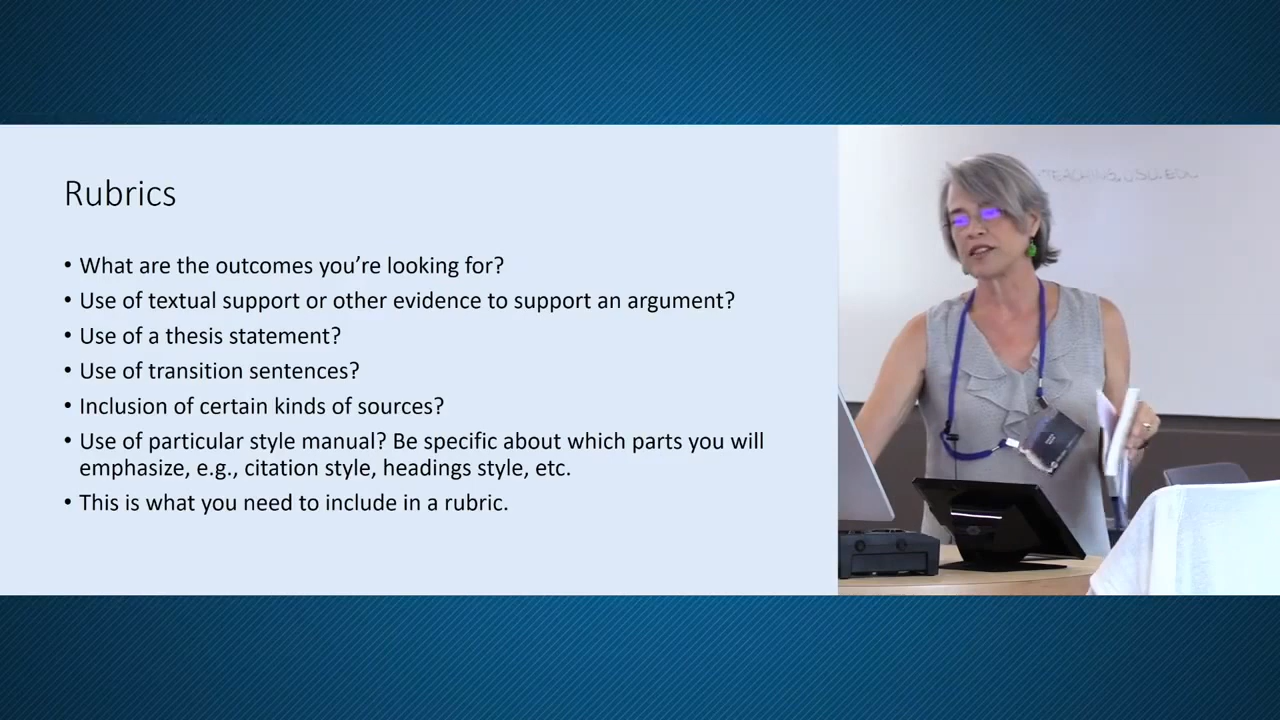 Rubrics
• What are the outcomes you’re looking for?
• Use of textual support or other evidence to support an argument?
• Use of a thesis statement?
• Use of transition sentences?
• Inclusion of certain kinds of sources?
• Use of particular style manual? Be specific about which parts you will
emphasize, e.g., citation style, headings style, etc.
• This is what you need to include in a rubric.
TEACHING.USU.EDU